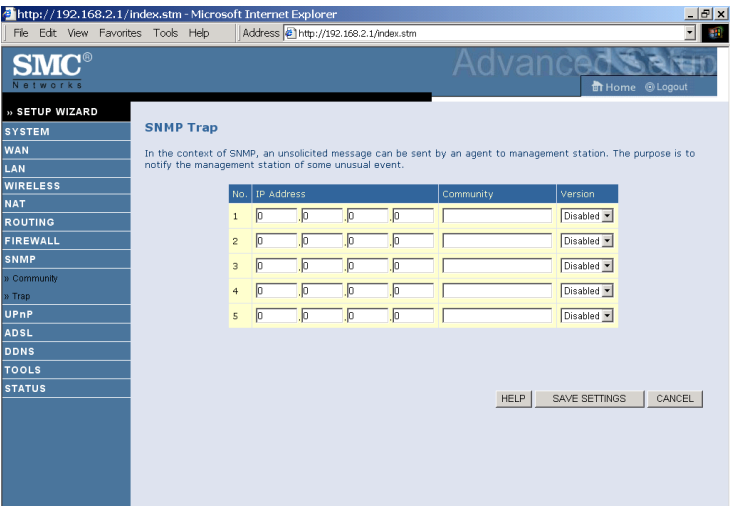 http://192.168.2.1/index.stm - Microsoft Internet Explorer
File Edit View Favorites Tools Help Address http://192.168.2.1/index.stm
SMC®
Networks
Advanced Setup
Home Logout
» SETUP WIZARD
SYSTEM
WAN
LAN
WIRELESS
NAT
ROUTING
FIREWALL
SNMP
» Community
» Trap
UPnP
ADSL
DDNS
TOOLS
STATUS
SNMP Trap
In the context of SNMP, an unsolicited message can be sent by an agent to management station. The purpose is to
notify the management station of some unusual event.
No. IP Address Community Version
1 0 .0 .0 .0 Disabled
2 0 .0 .0 .0 Disabled
3 0 .0 .0 .0 Disabled
4 0 .0 .0 .0 Disabled
5 0 .0 .0 .0 Disabled
HELP SAVE SETTINGS CANCEL